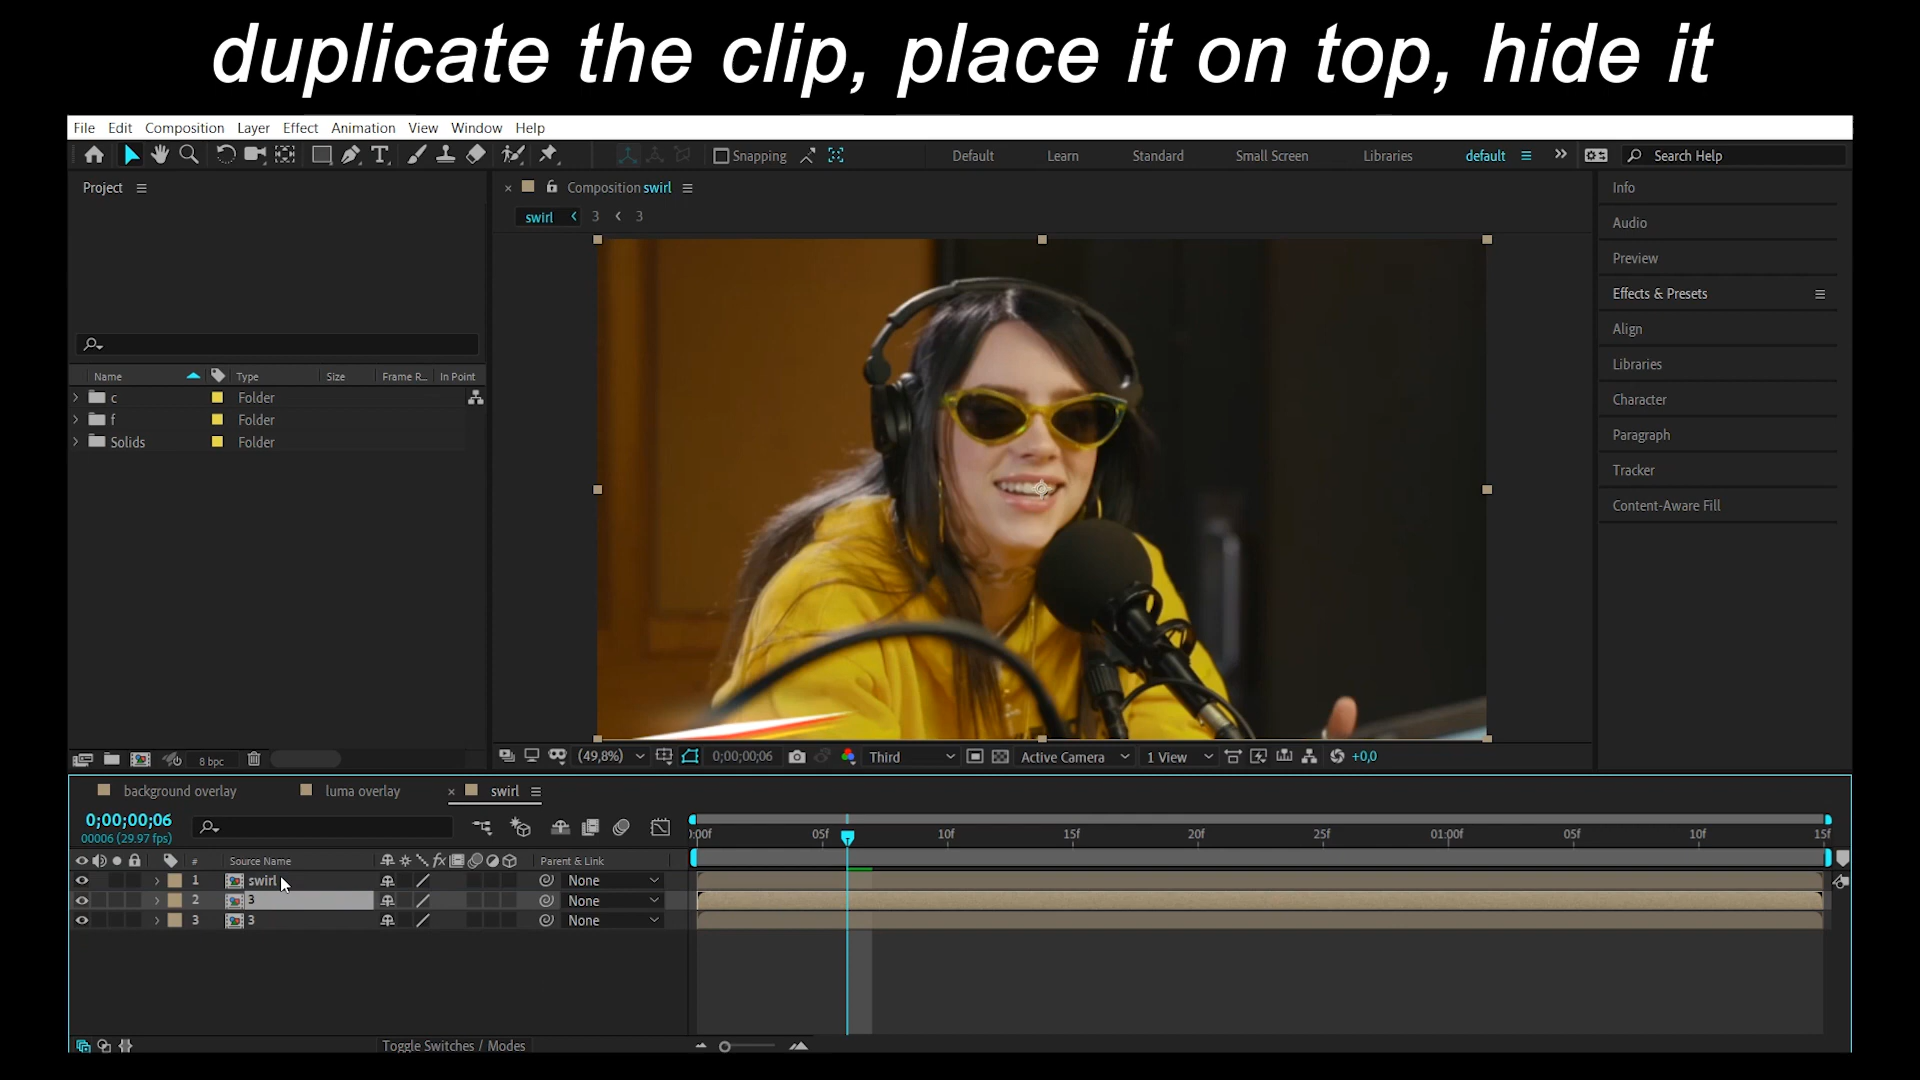 duplicate the clip, place it on top, hide it
File Edit Composition Layer Effect Animation View Window Help
Snapping Default Learn Standard Small Screen Libraries default Search Help
Project
Composition swirl
swirl 3 3
Info
Audio
Preview
Effects & Presets
Align
Libraries
Character
Paragraph
Tracker
Content-Aware Fill
Name Type Size Frame R... In Point
c Folder
f Folder
Solids Folder
8 bpc
(49,8%) 0;00;00;06 Third Active Camera 1 View +0,0
background overlay luma overlay swirl
0;00;00;06
00006 (29.97 fps)
):00f 05f 10f 15f 20f 25f 01:00f 05f 10f 15f
# Source Name fx Parent & Link
1 swirl None
2 3 None
3 3 None
Toggle Switches / Modes